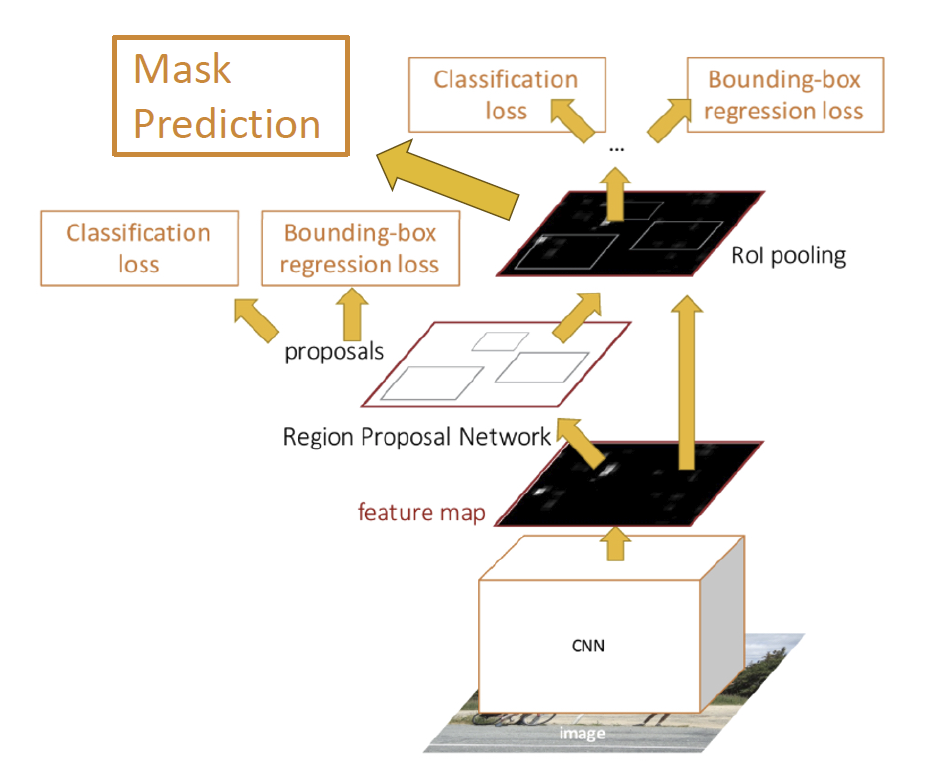 Mask
Prediction
Classification
loss
Bounding-box
regression loss
...
Classification
loss
Bounding-box
regression loss
RoI pooling
proposals
Region Proposal Network
feature map
CNN
image